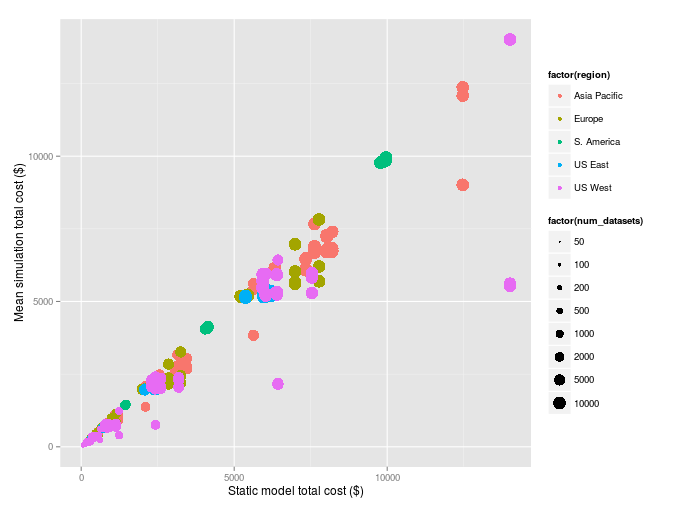 Mean simulation total cost ($)
10000
5000
0
0
5000
10000
Static model total cost ($)
factor(region)
Asia Pacific
Europe
S. America
US East
US West
factor(num_datasets)
50
100
200
500
1000
2000
5000
10000